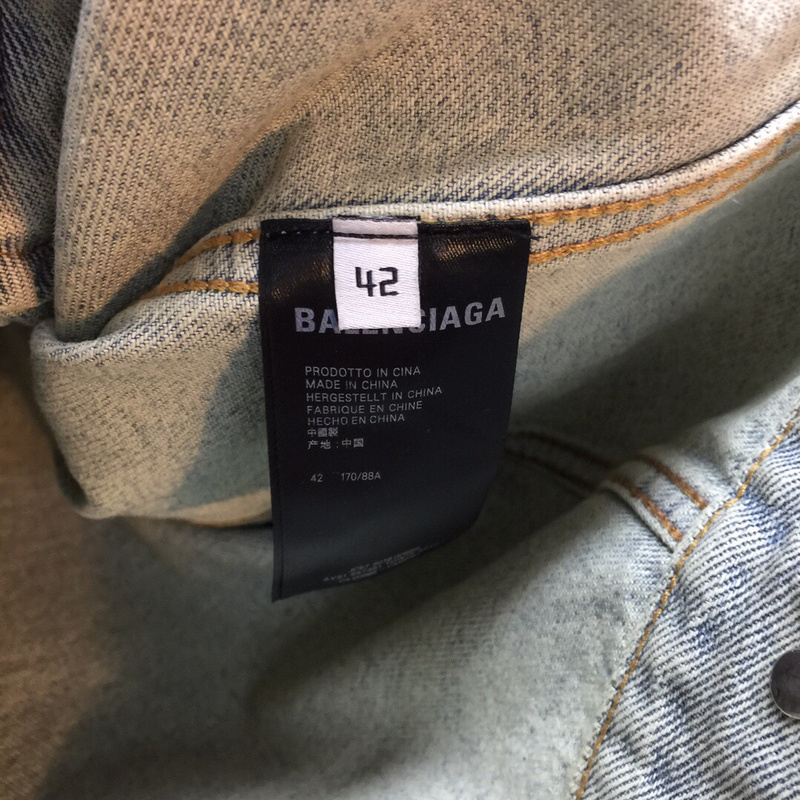 42
BALENCIAGA
PRODOTTO IN CINA
MADE IN CHINA
HERGESTELLT IN CHINA
FABRIQUE EN CHINE
HECHO EN CHINA
中國製
产地:中国
42 170/88A